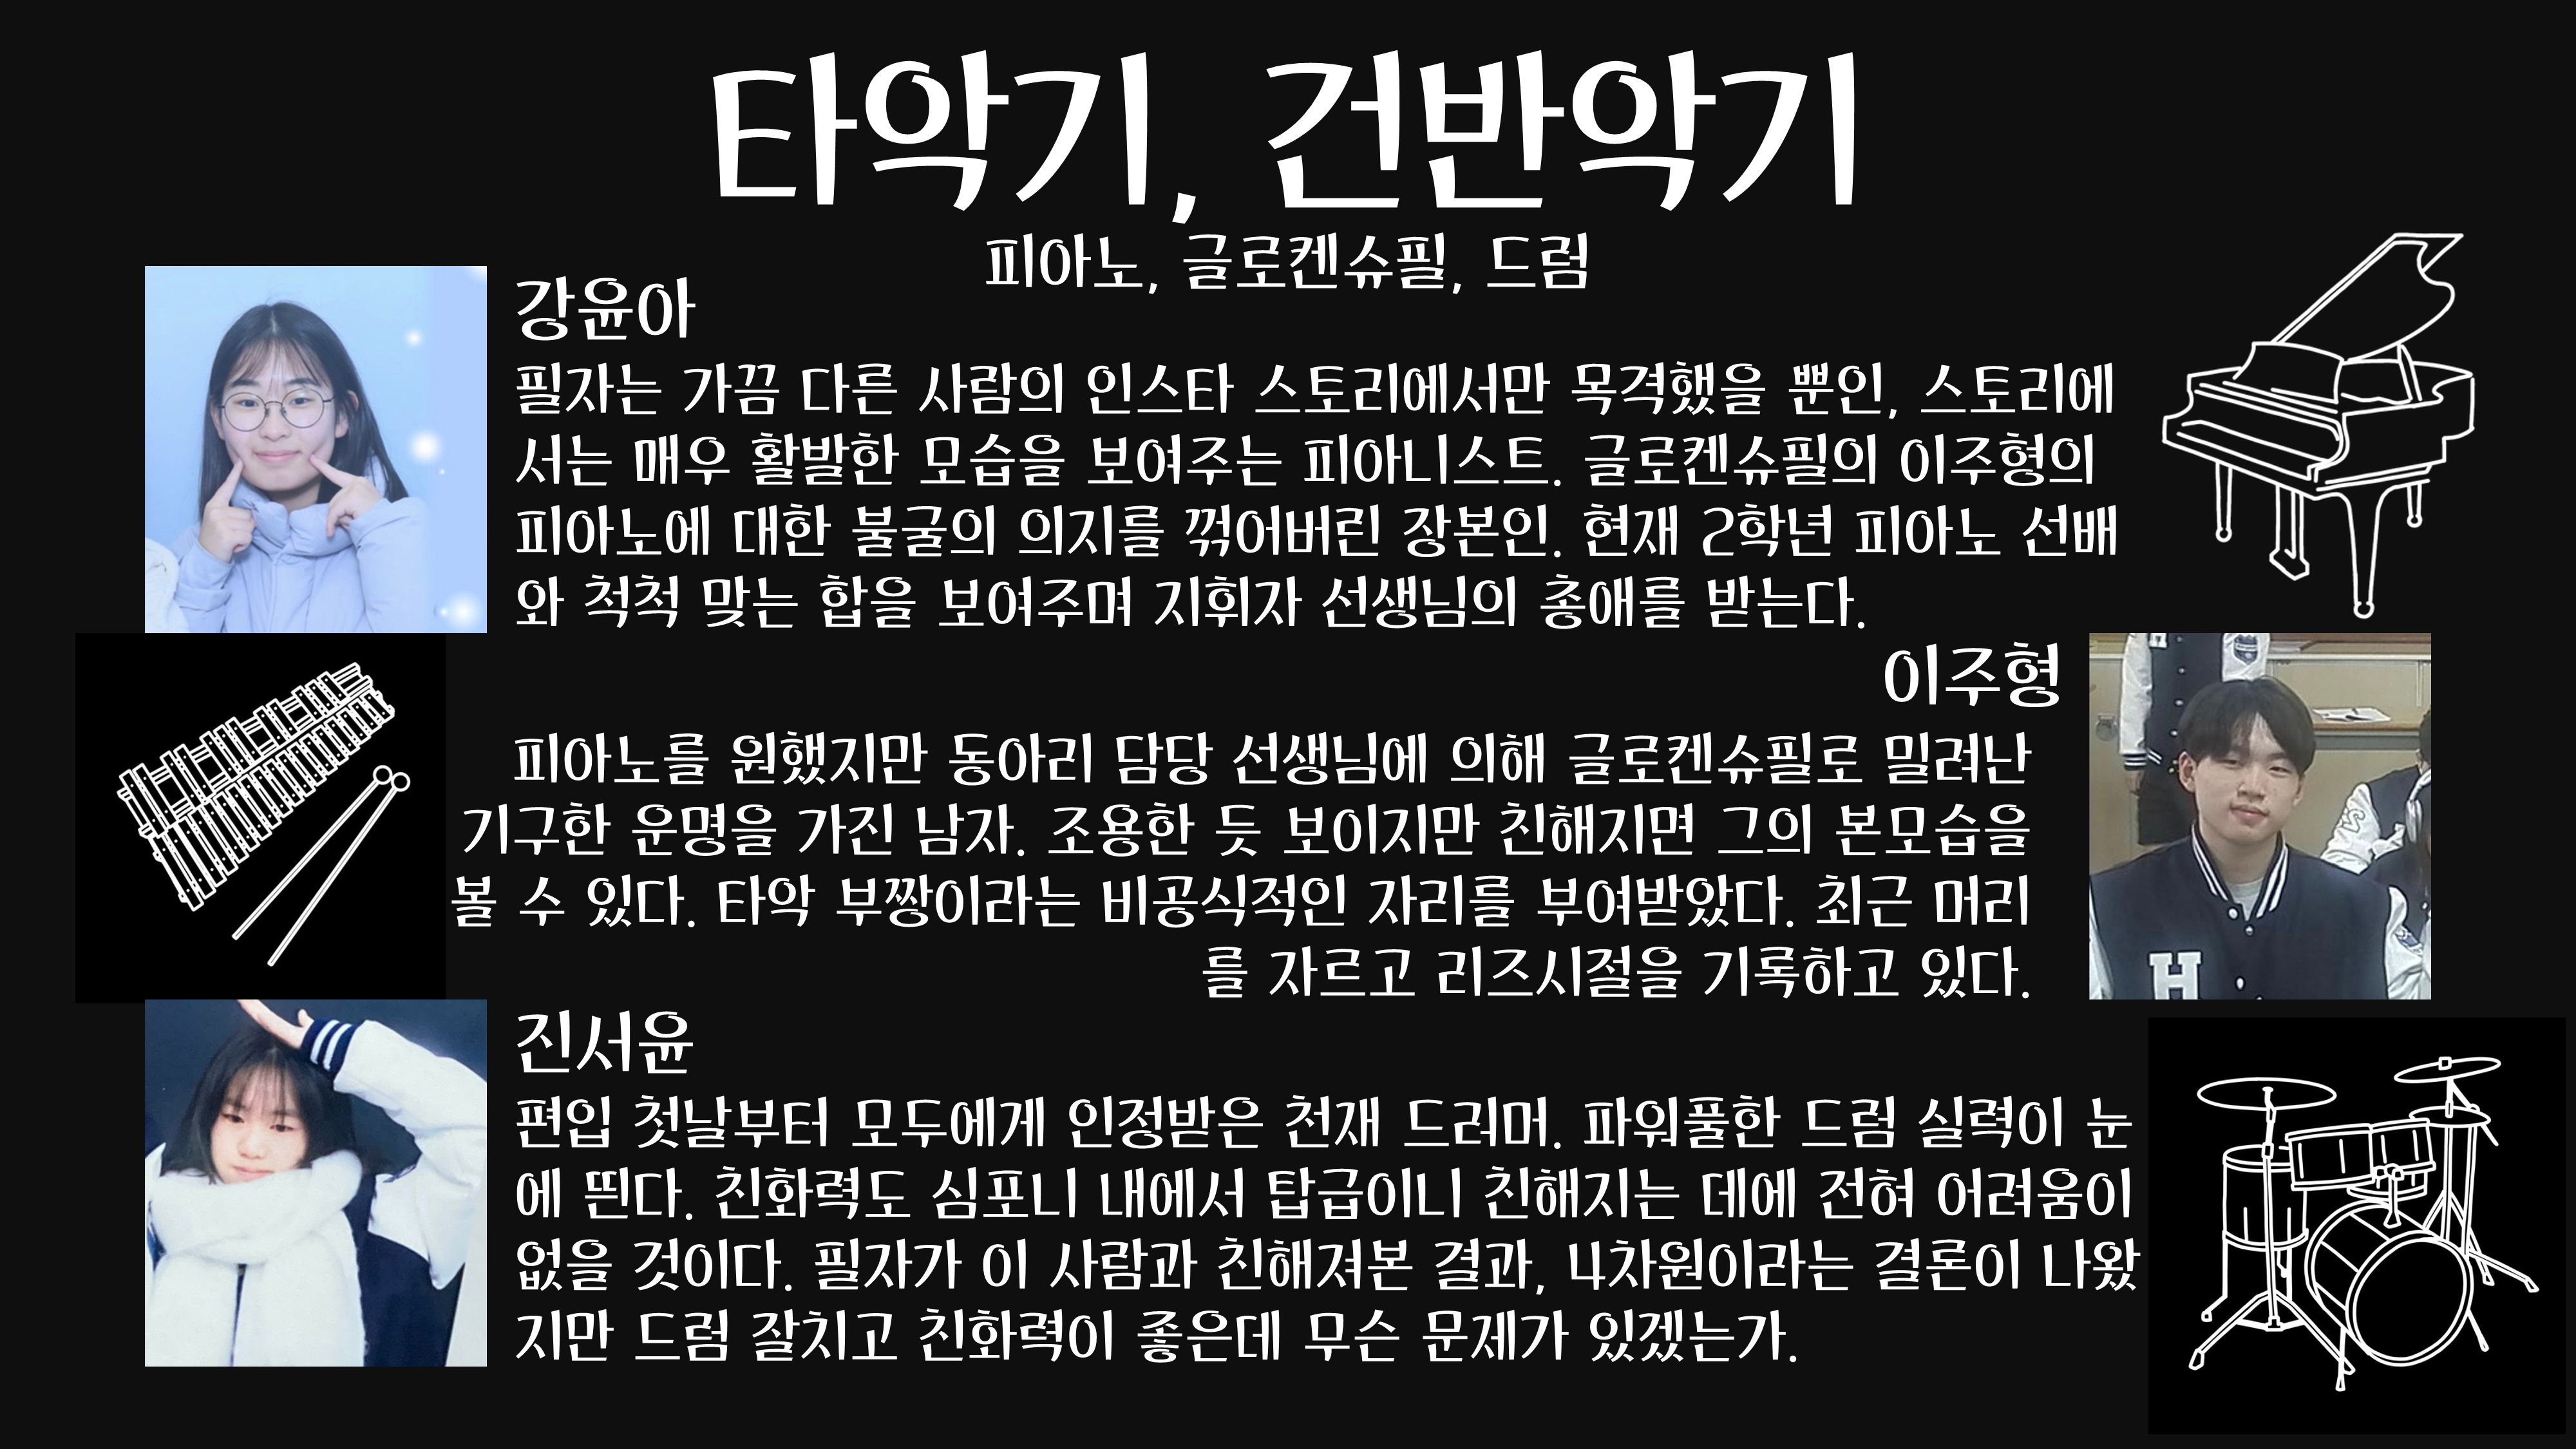 타악기, 건반악기
피아노, 글로켄슈필, 드럼
강윤아
필자는 가끔 다른 사람의 인스타 스토리에서만 목격했을 뿐인, 스토리에
서는 매우 활발한 모습을 보여주는 피아니스트. 글로켄슈필의 이주형의
피아노에 대한 불굴의 의지를 꺾어버린 장본인. 현재 2학년 피아노 선배
와 척척 맞는 합을 보여주며 지휘자 선생님의 총애를 받는다.
이주형
피아노를 원했지만 동아리 담당 선생님에 의해 글로켄슈필로 밀려난
기구한 운명을 가진 남자. 조용한 듯 보이지만 친해지면 그의 본모습을
볼 수 있다. 타악 부짱이라는 비공식적인 자리를 부여받았다. 최근 머리
를 자르고 리즈시절을 기록하고 있다.
H
진서윤
편입 첫날부터 모두에게 인정받은 천재 드러머. 파워풀한 드럼 실력이 눈
에 띈다. 친화력도 심포니 내에서 탑급이니 친해지는 데에 전혀 어려움이
없을 것이다. 필자가 이 사람과 친해져본 결과, 4차원이라는 결론이 나왔
지만 드럼 잘치고 친화력이 좋은데 무슨 문제가 있겠는가.